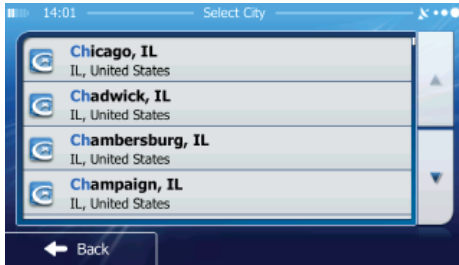 14:01
Select City
Chicago, IL
IL, United States
Chadwick, IL
IL, United States
Chambersburg, IL
IL, United States
Champaign, IL
IL, United States
Back